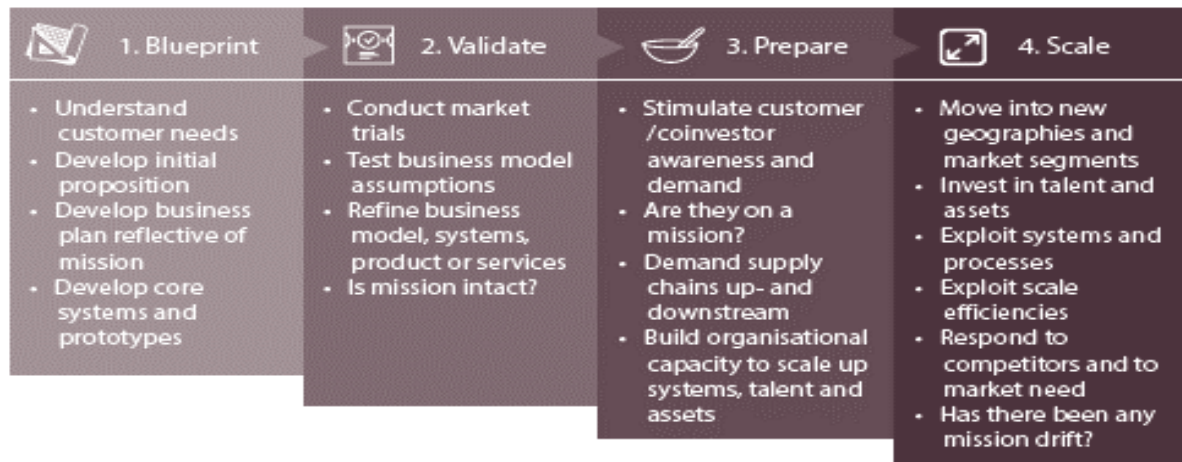 1. Blueprint
• Understand
customer needs
• Develop initial
proposition
• Develop business
plan reflective of
mission
• Develop core
systems and
prototypes
2. Validate
• Conduct market
trials
• Test business model
assumptions
• Refine business
model, systems,
product or services
• Is mission intact?
3. Prepare
• Stimulate customer
/coinvestor
awareness and
demand
• Are they on a
mission?
• Demand supply
chains up- and
downstream
• Build organisational
capacity to scale up
systems, talent and
assets
4. Scale
• Move into new
geographies and
market segments
• Invest in talent and
assets
• Exploit systems and
processes
• Exploit scale
efficiencies
• Respond to
competitors and to
market need
• Has there been any
mission drift?